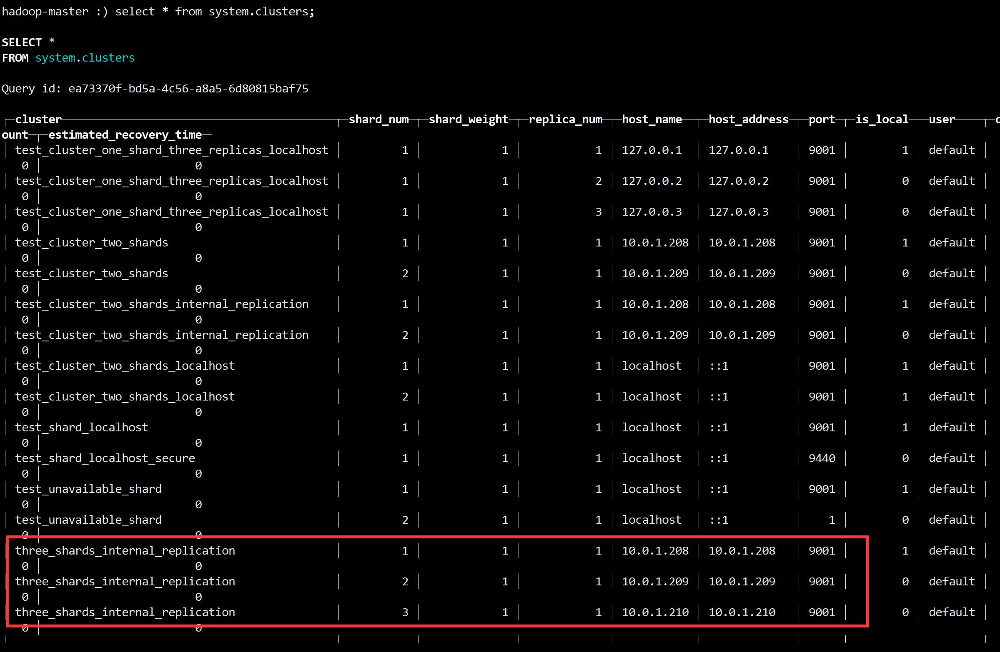 hadoop-master :) select * from system.clusters;
SELECT *
FROM system.clusters
Query id: ea73370f-bd5a-4c56-a8a5-6d80815baf75
cluster shard_num shard_weight replica_num host_name host_address port is_local user
ount estimated_recovery_time
test_cluster_one_shard_three_replicas_localhost 1 1 1 127.0.0.1 127.0.0.1 9001 1 default
0 0
test_cluster_one_shard_three_replicas_localhost 1 1 2 127.0.0.2 127.0.0.2 9001 0 default
0 0
test_cluster_one_shard_three_replicas_localhost 1 1 3 127.0.0.3 127.0.0.3 9001 0 default
0 0
test_cluster_two_shards 1 1 1 10.0.1.208 10.0.1.208 9001 1 default
0 0
test_cluster_two_shards 2 1 1 10.0.1.209 10.0.1.209 9001 0 default
0 0
test_cluster_two_shards_internal_replication 1 1 1 10.0.1.208 10.0.1.208 9001 1 default
0 0
test_cluster_two_shards_internal_replication 2 1 1 10.0.1.209 10.0.1.209 9001 0 default
0 0
test_cluster_two_shards_localhost 1 1 1 localhost ::1 9001 1 default
0 0
test_cluster_two_shards_localhost 2 1 1 localhost ::1 9001 1 default
0 0
test_shard_localhost 1 1 1 localhost ::1 9001 1 default
0 0
test_shard_localhost_secure 1 1 1 localhost ::1 9440 0 default
0 0
test_unavailable_shard 1 1 1 localhost ::1 9001 1 default
0 0
test_unavailable_shard 2 1 1 localhost ::1 1 0 default
0 0
three_shards_internal_replication 1 1 1 10.0.1.208 10.0.1.208 9001 1 default
0 0
three_shards_internal_replication 2 1 1 10.0.1.209 10.0.1.209 9001 0 default
0 0
three_shards_internal_replication 3 1 1 10.0.1.210 10.0.1.210 9001 0 default
0 0